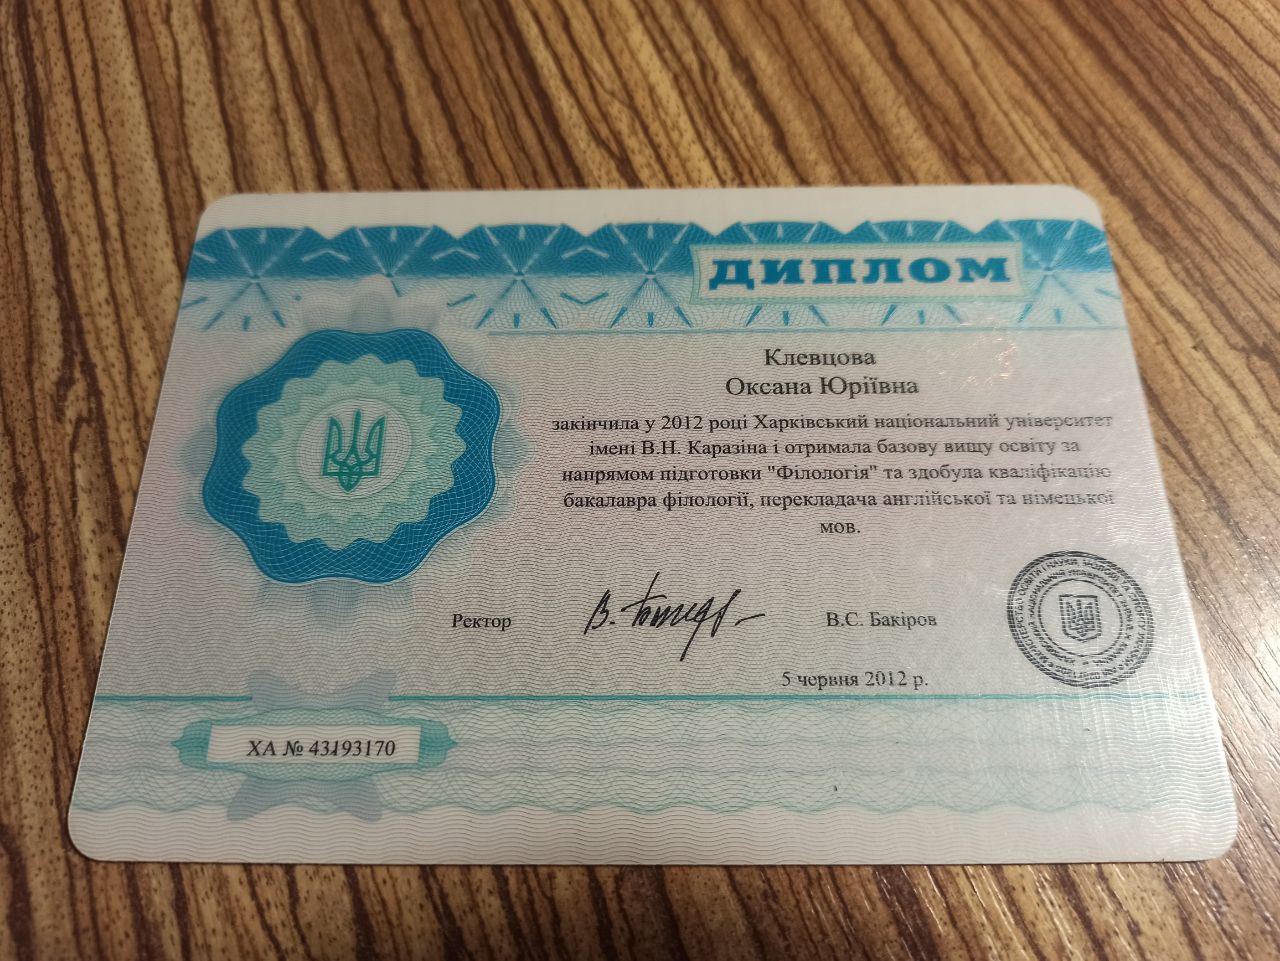 ДИПЛОМ
Клевцова
Оксана Юріївна
закінчила у 2012 році Харківський національний університет
імені В.Н. Каразіна і отримала базову вищу освіту за
напрямом підготовки "Філологія" та здобула кваліфікацію
бакалавра філології, перекладача англійської та німецької
мов.
Ректор
В.С. Бакіров
5 червня 2012 р.
ХА № 43193170